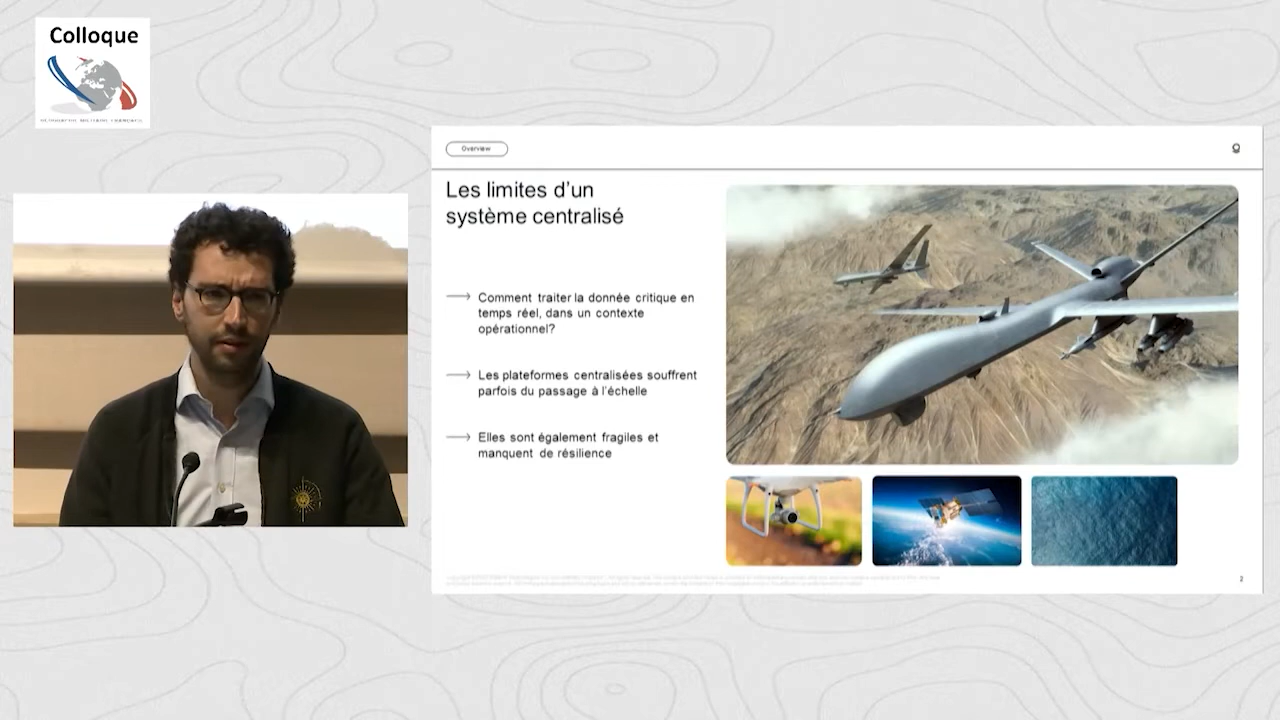 Colloque
Overview
Les limites d'un
système centralisé
Comment traiter la donnée critique en
temps réel, dans un contexte
opérationnel?
Les plateformes centralisées souffrent
parfois du passage à l'échelle
Elles sont également fragiles et
manquent de résilience
2